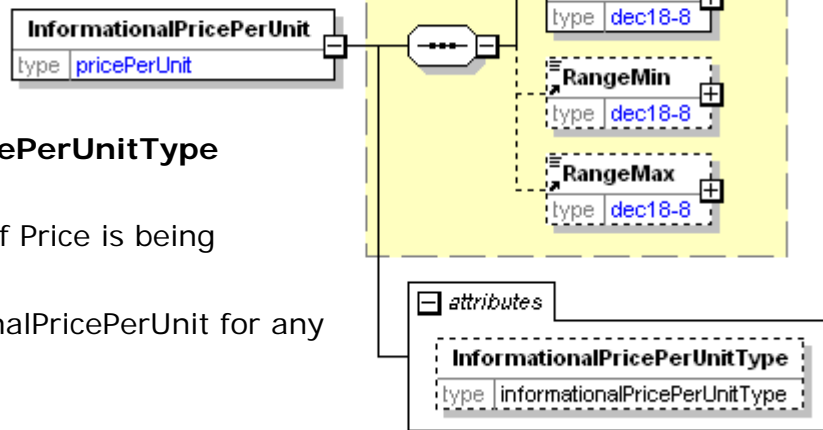 type dec18-8
InformationalPricePerUnit
type pricePerUnit
RangeMin
type dec18-8
RangeMax
type dec18-8
ePerUnitType
f Price is being
nalPricePerUnit for any
attributes
InformationalPricePerUnitType
type informationalPricePerUnitType